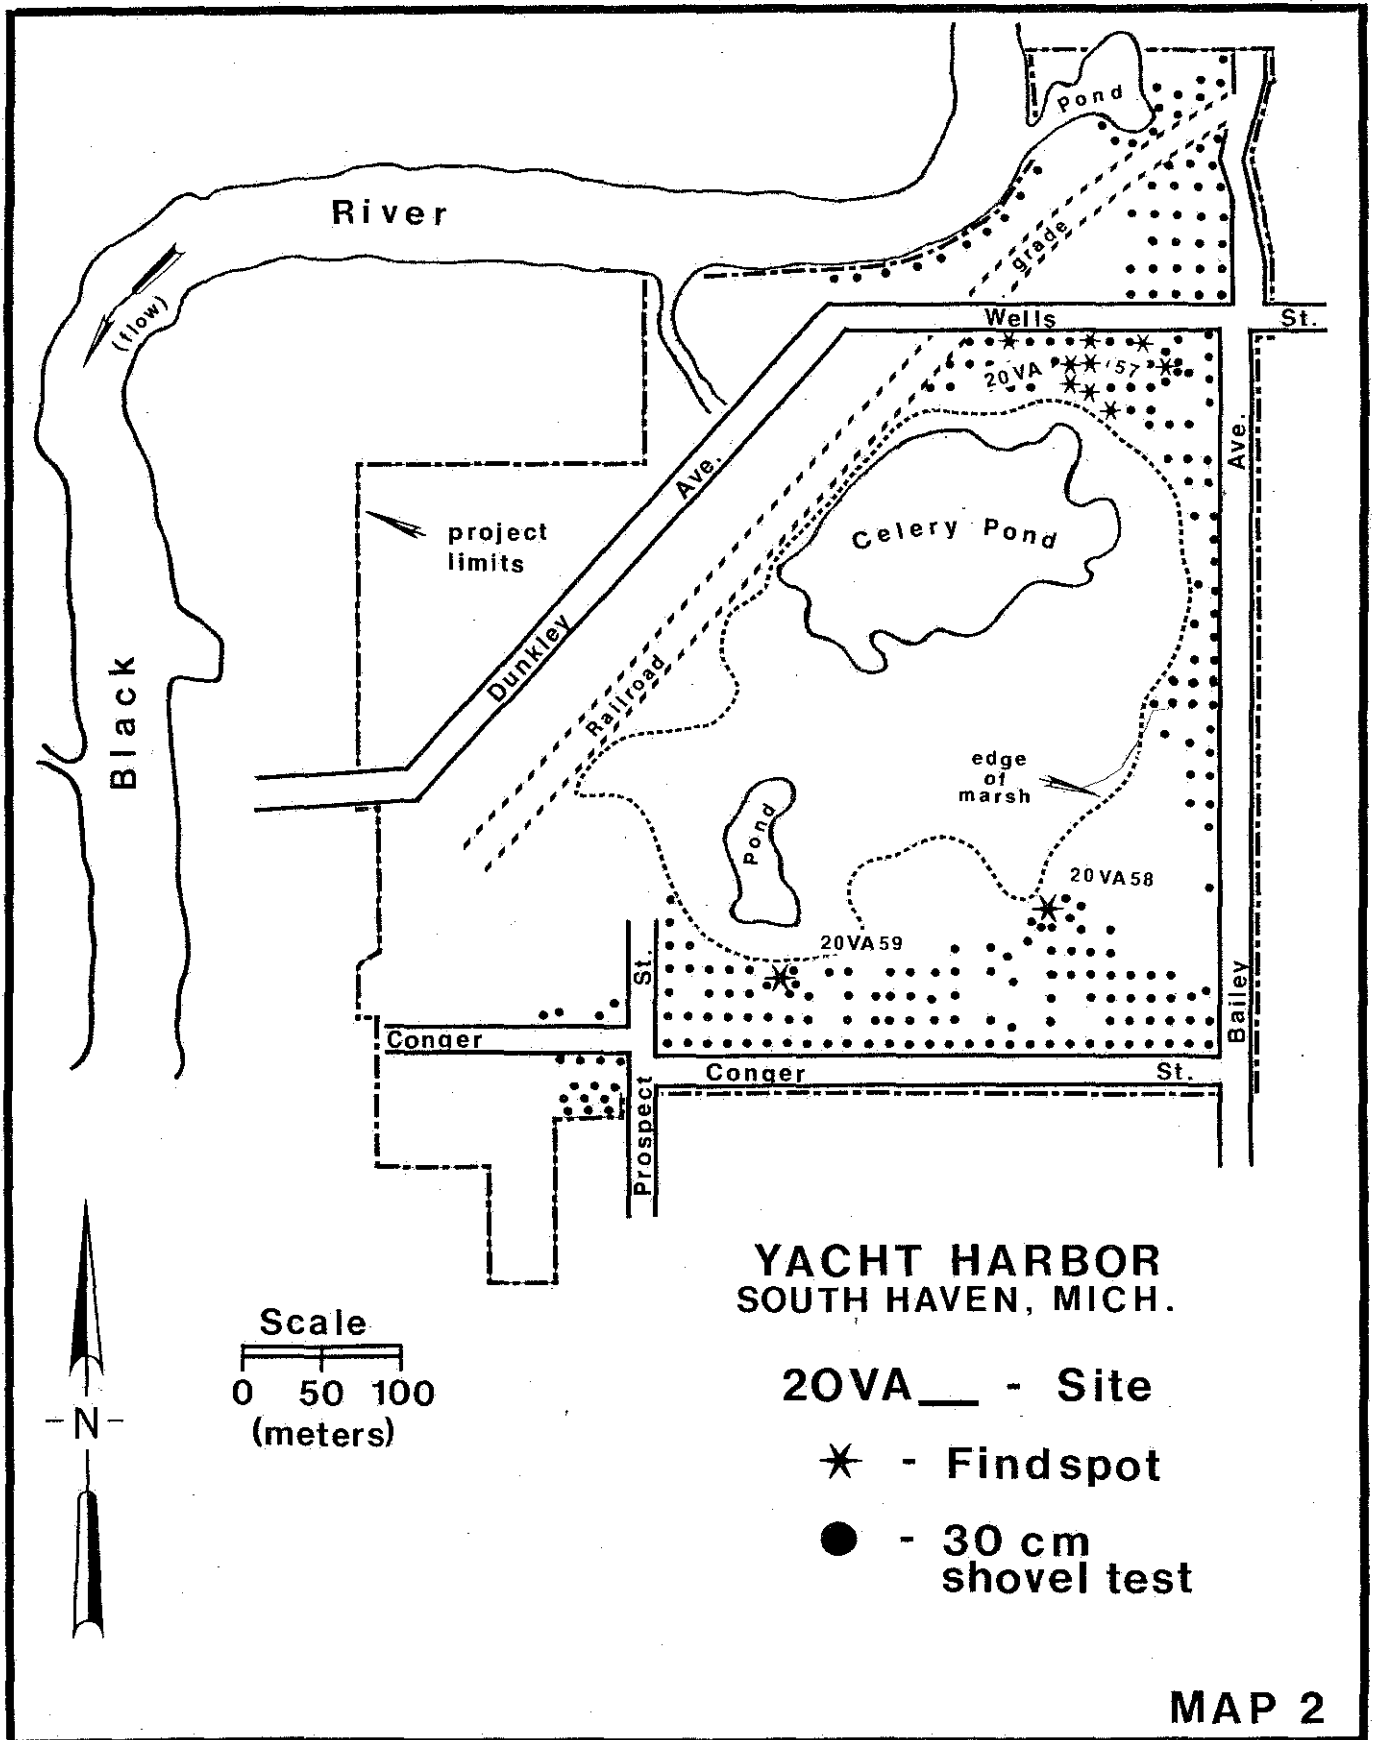 Pond
River
grade
(flow)
Wells
St.
20VA 57
Ave.
Ave.
Celery Pond
project
limits
Dunkley
Railroad
Black
edge
of
marsh
Pond
20VA58
20VA59
St.
Bailey
Conger
Conger
St.
Prospect
YACHT HARBOR
SOUTH HAVEN, MICH.
Scale
0 50 100
(meters)
20VA__ - Site
-N-
- Findspot
- 30 cm
shovel test
MAP 2